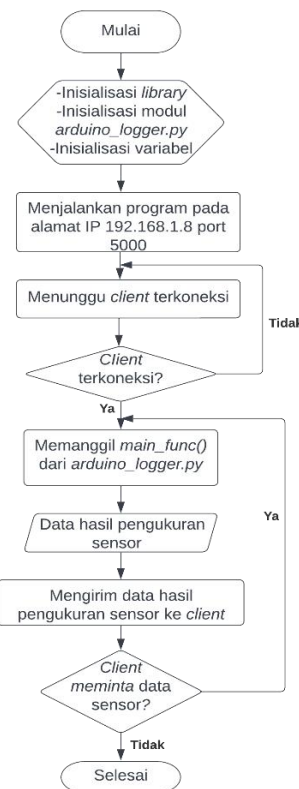 Mulai
-Inisialisasi library
-Inisialisasi modul
arduino_logger.py
-Inisialisasi variabel
Menjalankan program pada
alamat IP 192.168.1.8 port
5000
Menunggu client terkoneksi
Tidak
Client
terkoneksi?
Ya
Memanggil main_func()
dari arduino_logger.py
Ya
Data hasil pengukuran
sensor
Mengirim data hasil
pengukuran sensor ke client
Client
meminta data
sensor?
Tidak
Selesai